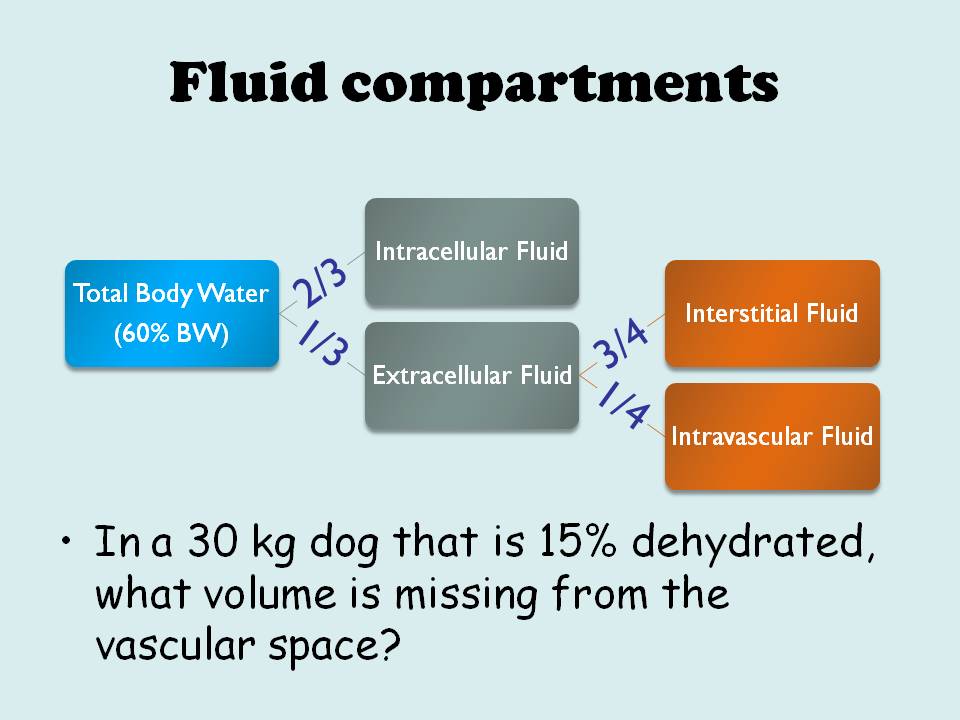 Fluid compartments
Total Body Water
(60% BW)
2/3
1/3
Intracellular Fluid
Extracellular Fluid
3/4
1/4
Interstitial Fluid
Intravascular Fluid
• In a 30 kg dog that is 15% dehydrated,
what volume is missing from the
vascular space?